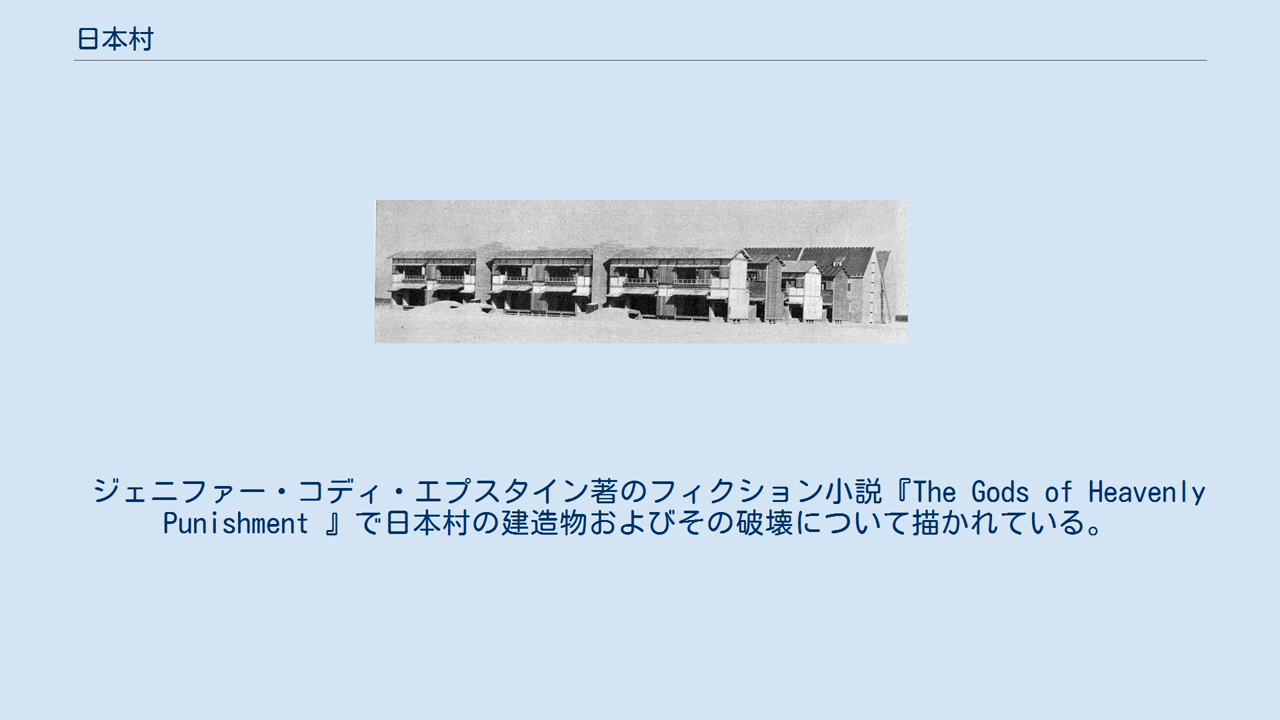 日本村
ジェニファー・コディ・エプスタイン著のフィクション小説『The Gods of Heavenly
Punishment 』で日本村の建造物およびその破壊について描かれている。